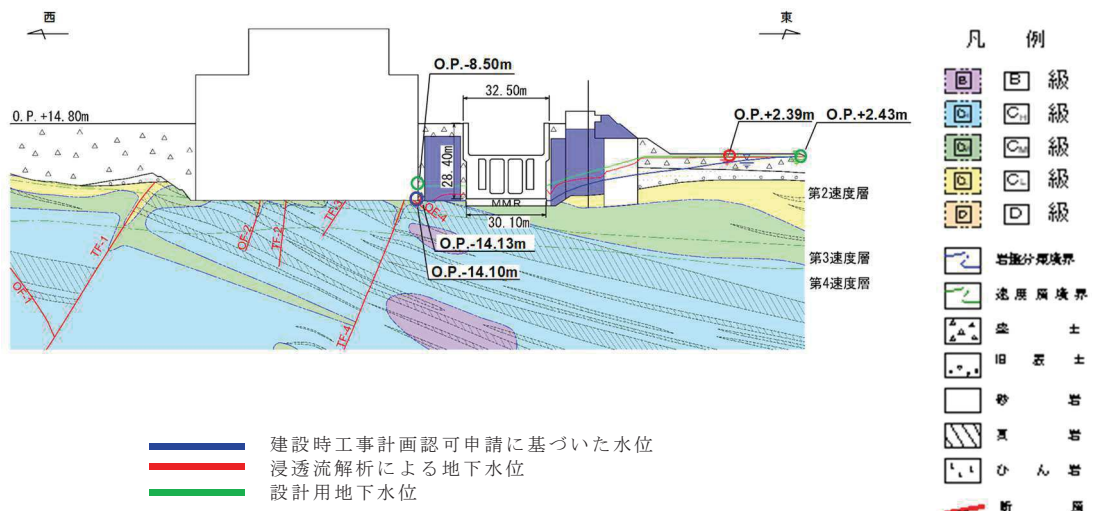 西
東
O.P.-8.50m
32.50m
O.P.+2.39m
O.P.+2.43m
O.P.+14.80m
28.40m
第2速度層
MMR
30.10m
O.P.-14.13m
O.P.-14.10m
第3速度層
第4速度層
TF-1
OF-1
OF-2
TF-2
TF-3
OF-4
TF-4
建設時工事計画認可申請に基づいた水位
浸透流解析による地下水位
設計用地下水位
凡 例
B B 級
CH CH 級
CM CM 級
CL CL 級
D D 級
岩盤分類境界
速度層境界
盛 土
旧 表 土
砂 岩
頁 岩
ひ ん 岩
断 層